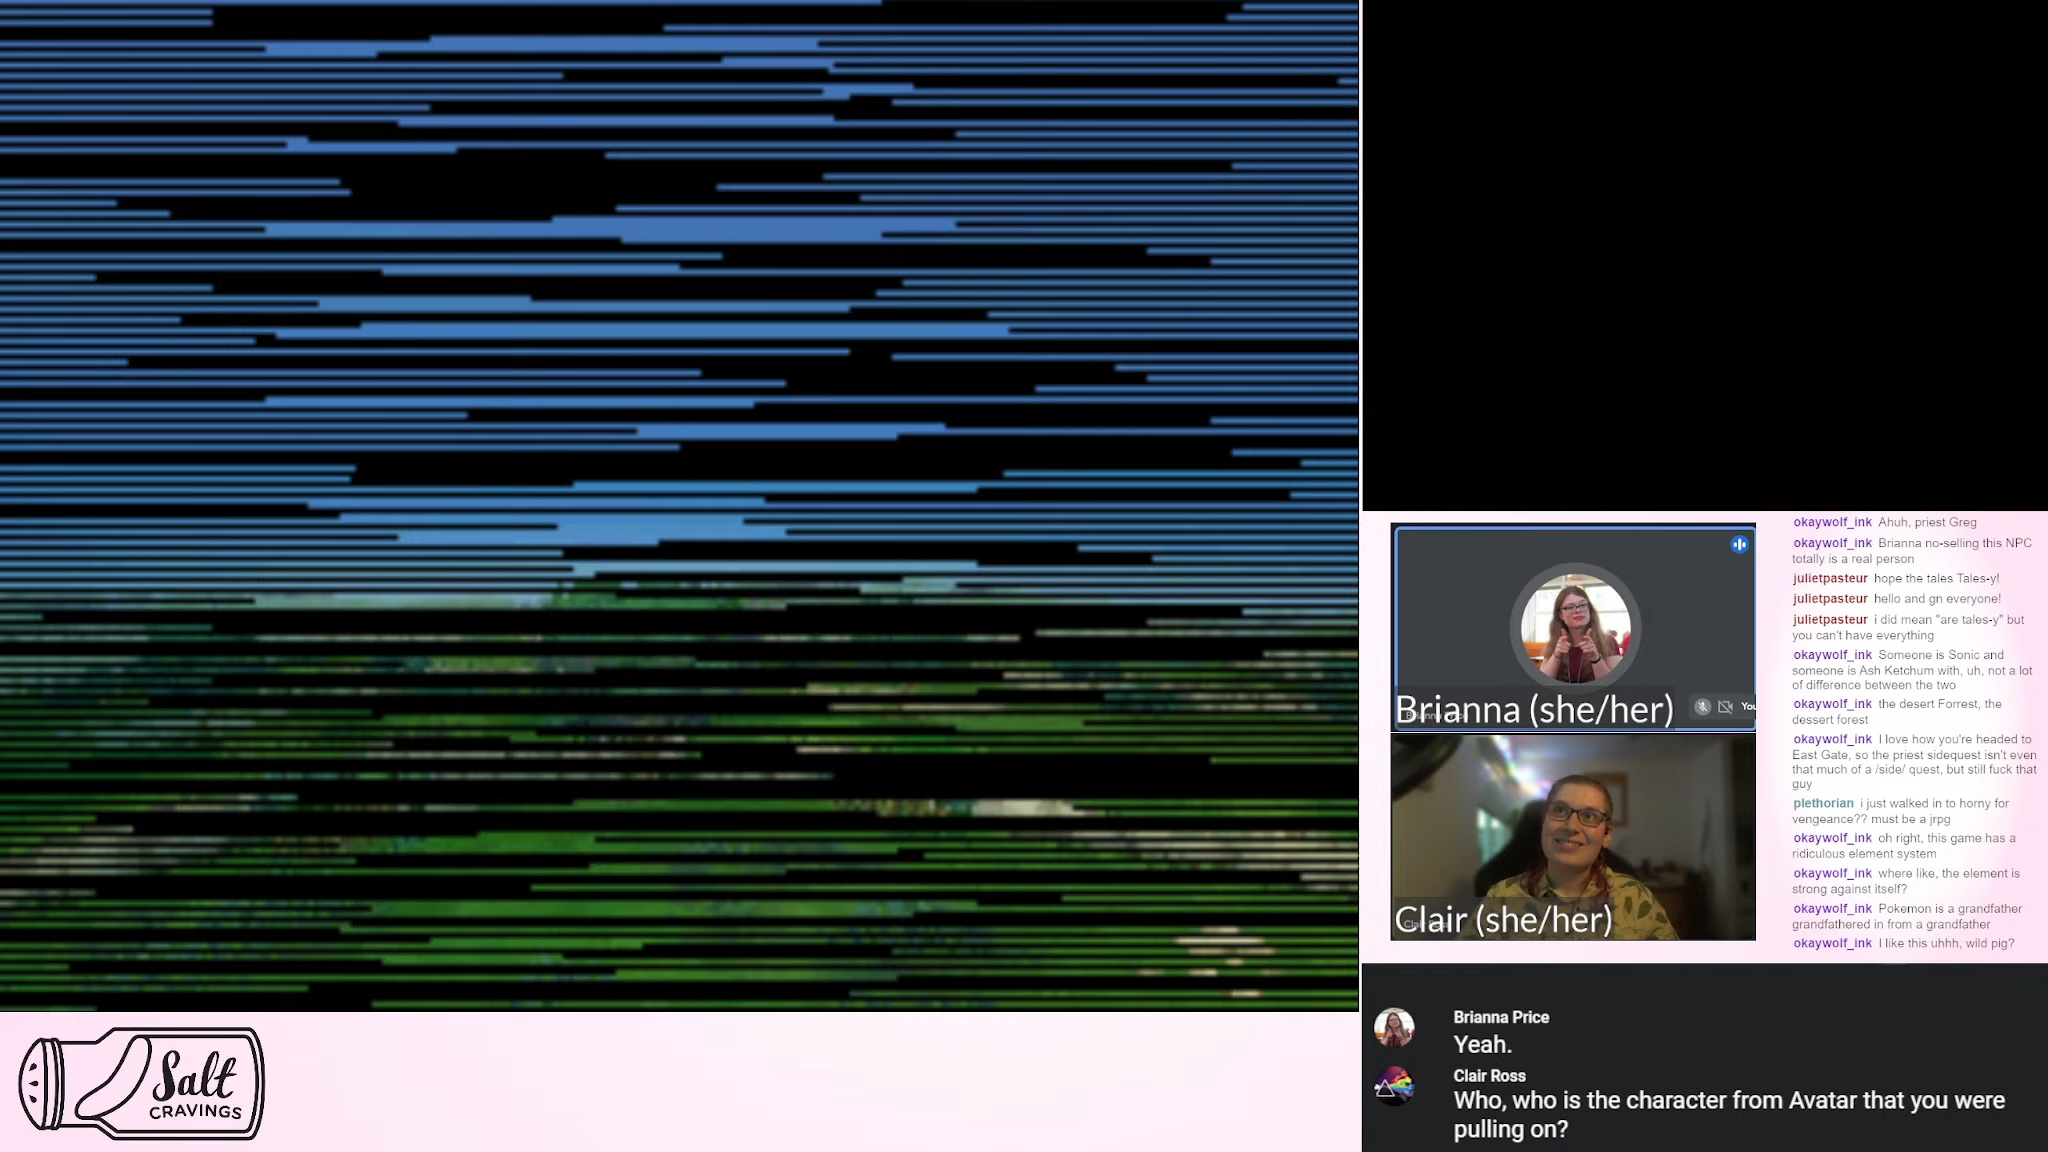 okaywolf_ink Ahuh, priest Greg
okaywolf_ink Brianna no-selling this NPC
totally is a real person
julietpasteur hope the tales Tales-y!
julietpasteur hello and gn everyone!
julietpasteur i did mean "are tales-y" but
you can't have everything
okaywolf_ink Someone is Sonic and
someone is Ash Ketchum with, uh, not a lot
of difference between the two
okaywolf_ink the desert Forrest, the
dessert forest
okaywolf_ink I love how you're headed to
East Gate, so the priest sidequest isn't even
that much of a /side/ quest, but still fuck that
guy
plethorian i just walked in to horny for
vengeance?? must be a jrpg
okaywolf_ink oh right, this game has a
ridiculous element system
okaywolf_ink where like, the element is
strong against itself?
okaywolf_ink Pokemon is a grandfather
grandfathered in from a grandfather
okaywolf_ink I like this uhhh, wild pig?
Brianna (she/her)
You
Clair (she/her)
Salt
CRAVINGS
Brianna Price
Yeah.
Clair Ross
Who, who is the character from Avatar that you were
pulling on?